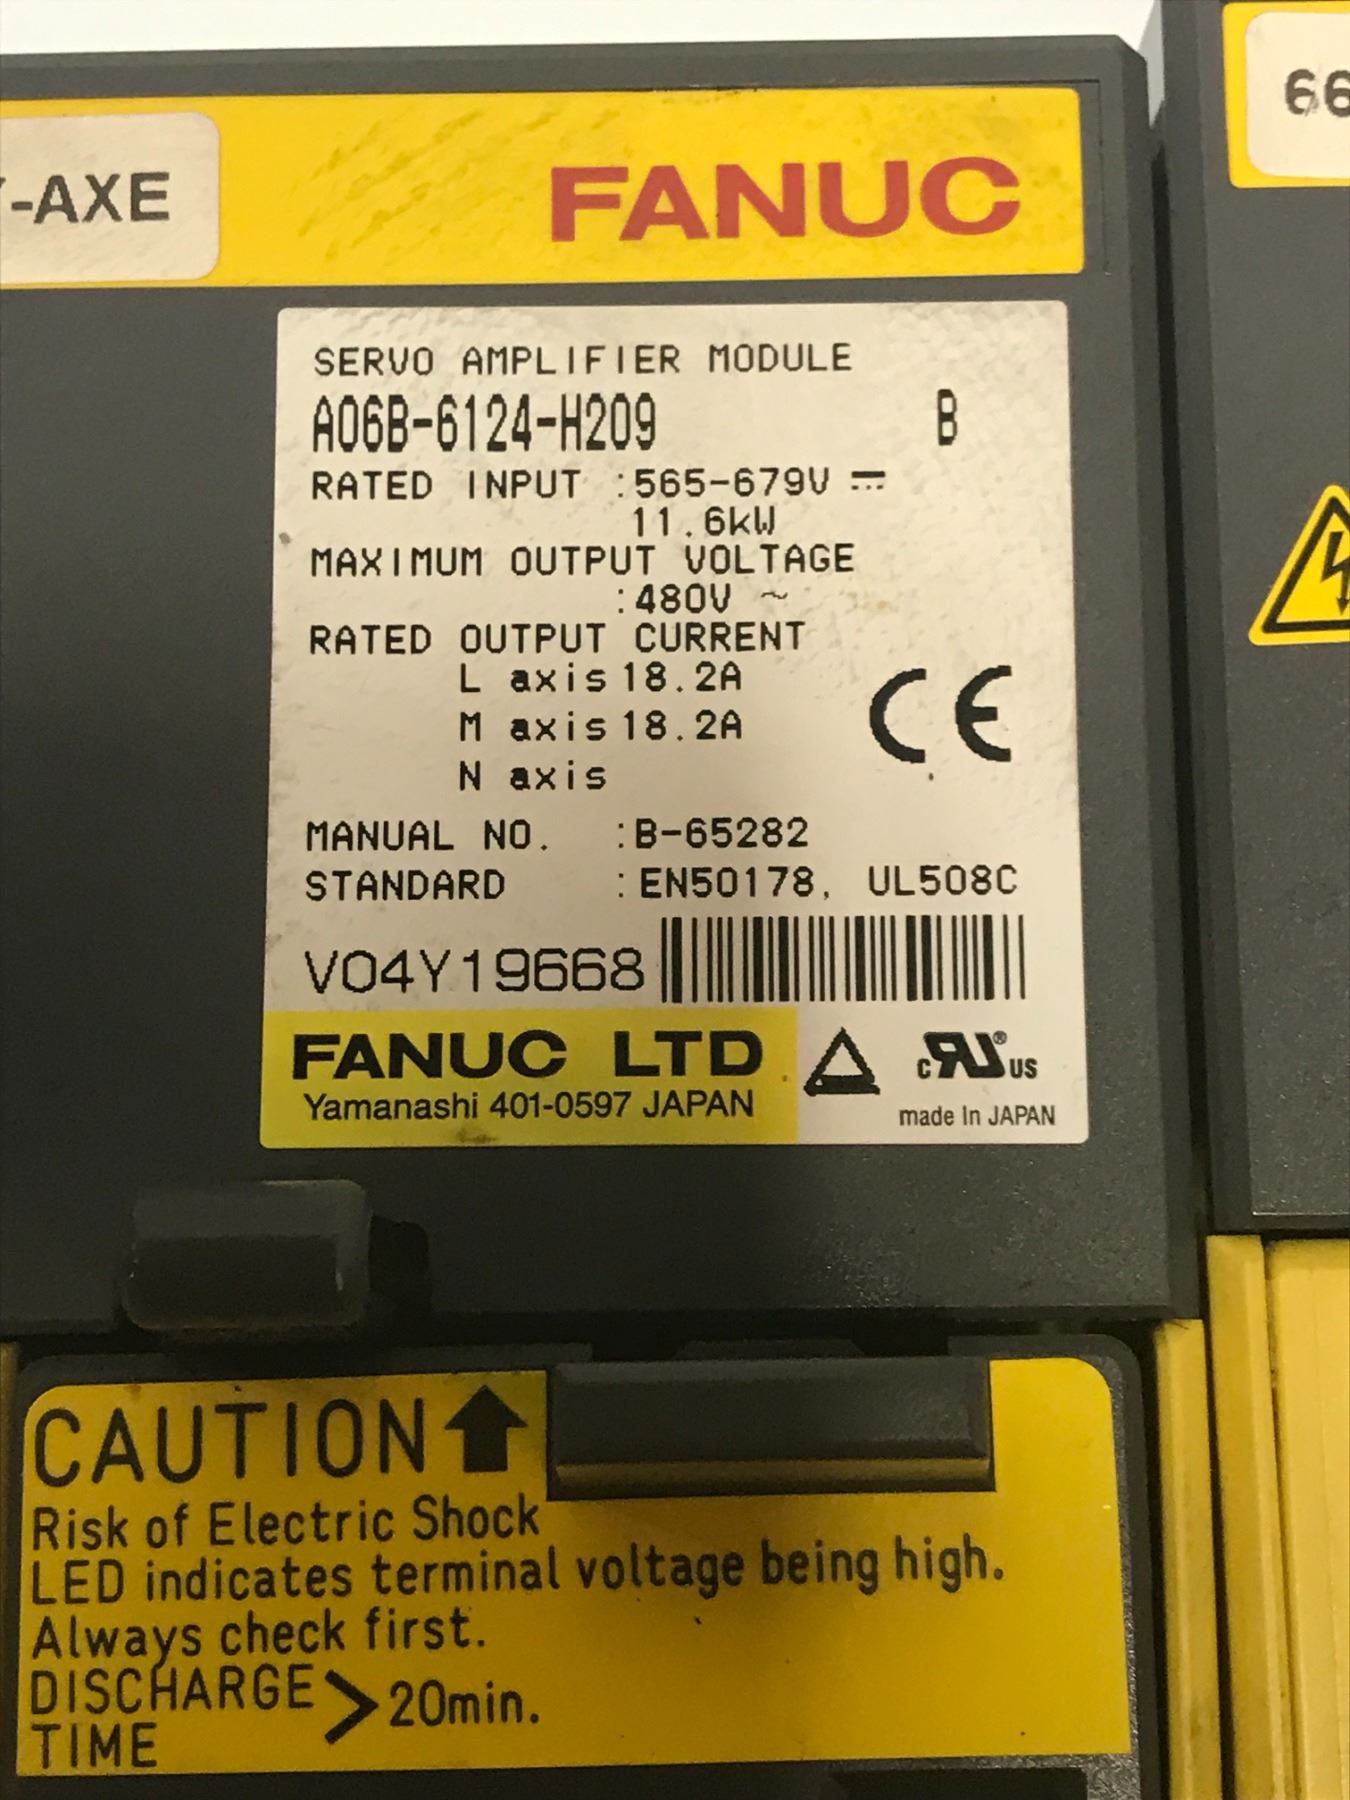 -AXE
FANUC
66
SERVO AMPLIFIER MODULE
A06B-6124-H209 B
RATED INPUT :565-679V ⎓
11.6kW
MAXIMUM OUTPUT VOLTAGE
:480V ~
RATED OUTPUT CURRENT
L axis 18.2A
M axis 18.2A
N axis
CE
MANUAL NO. :B-65282
STANDARD :EN50178, UL508C
V04Y19668
FANUC LTD
Yamanashi 401-0597 JAPAN
c RU ® US
made In JAPAN
CAUTION
Risk of Electric Shock
LED indicates terminal voltage being high.
Always check first.
DISCHARGE
TIME > 20min.